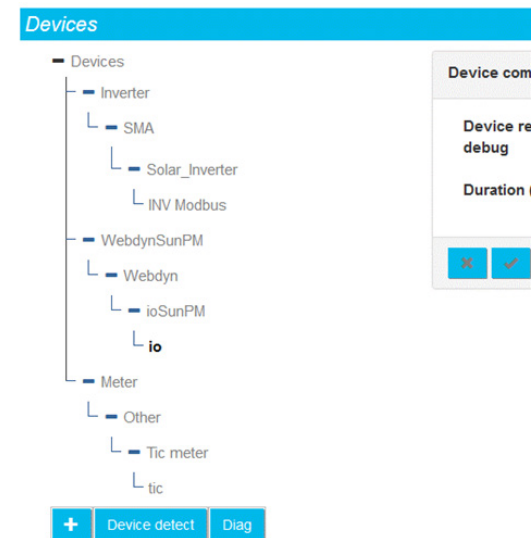 Devices
Devices
Inverter
SMA
Solar_Inverter
INV Modbus
WebdynSunPM
Webdyn
ioSunPM
io
Meter
Other
Tic meter
tic
Device detect
Diag
Device com
Device re
debug
Duration (